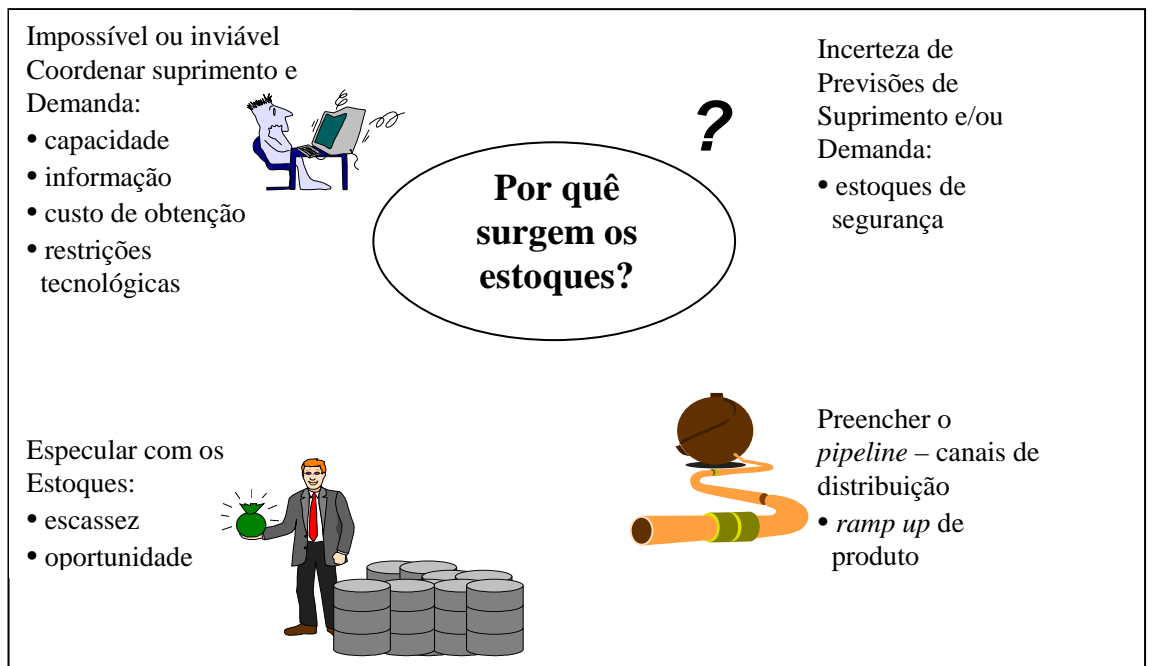 Impossível ou inviável
Coordenar suprimento e
Demanda:
• capacidade
• informação
• custo de obtenção
• restrições
tecnológicas
?
Por quê
surgem os
estoques?
Incerteza de
Previsões de
Suprimento e/ou
Demanda:
• estoques de
segurança
Especular com os
Estoques:
• escassez
• oportunidade
Preencher o
pipeline – canais de
distribuição
• ramp up de
produto